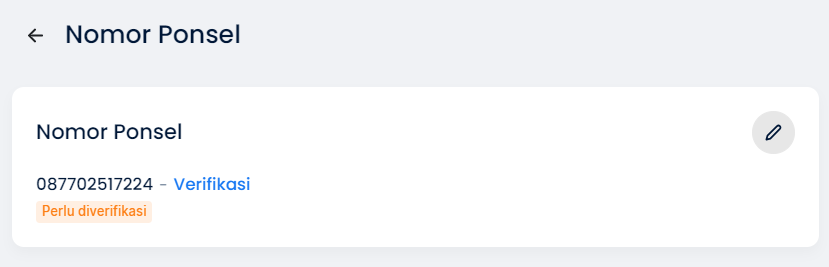 Nomor Ponsel
Nomor Ponsel
087702517224 - Verifikasi
Perlu diverifikasi